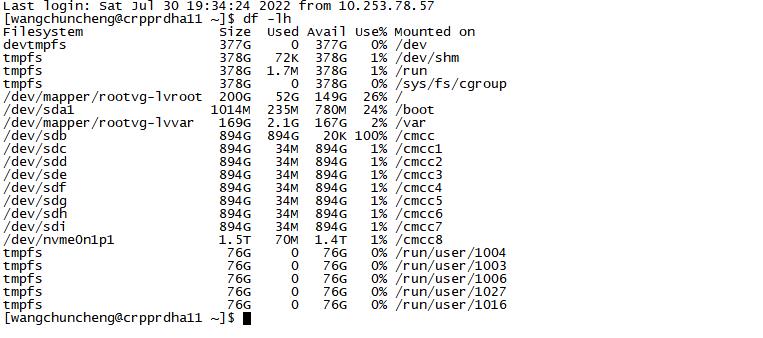 Last login: Sat Jul 30 19:34:24 2022 from 10.253.78.57
[wangchuncheng@crpprdha11 ~]$ df -lh
Filesystem Size Used Avail Use% Mounted on
devtmpfs 377G 0 377G 0% /dev
tmpfs 378G 72K 378G 1% /dev/shm
tmpfs 378G 1.7M 378G 1% /run
tmpfs 378G 0 378G 0% /sys/fs/cgroup
/dev/mapper/rootvg-lvroot 200G 52G 149G 26% /
/dev/sda1 1014M 235M 780M 24% /boot
/dev/mapper/rootvg-lvvar 169G 2.1G 167G 2% /var
/dev/sdb 894G 894G 20K 100% /cmcc
/dev/sdc 894G 34M 894G 1% /cmcc1
/dev/sdd 894G 34M 894G 1% /cmcc2
/dev/sde 894G 34M 894G 1% /cmcc3
/dev/sdf 894G 34M 894G 1% /cmcc4
/dev/sdg 894G 34M 894G 1% /cmcc5
/dev/sdh 894G 34M 894G 1% /cmcc6
/dev/sdi 894G 34M 894G 1% /cmcc7
/dev/nvme0n1p1 1.5T 70M 1.4T 1% /cmcc8
tmpfs 76G 0 76G 0% /run/user/1004
tmpfs 76G 0 76G 0% /run/user/1003
tmpfs 76G 0 76G 0% /run/user/1006
tmpfs 76G 0 76G 0% /run/user/1027
tmpfs 76G 0 76G 0% /run/user/1016
[wangchuncheng@crpprdha11 ~]$